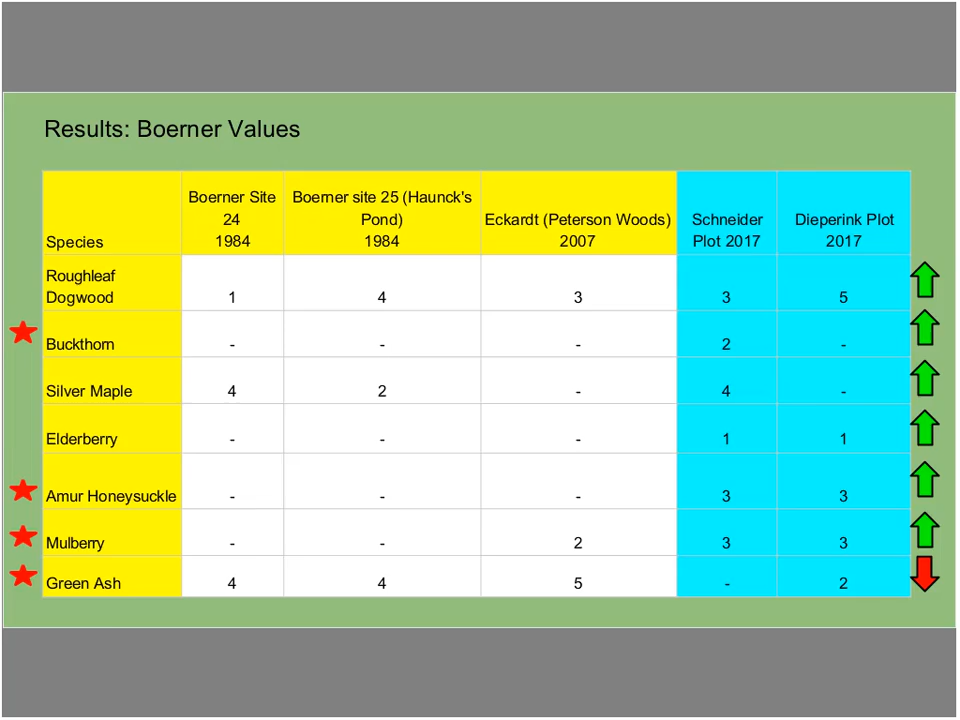 Results: Boerner Values
Species
Boerner Site
24
1984
Boerner site 25 (Haunck's
Pond)
1984
Eckardt (Peterson Woods)
2007
Schneider
Plot 2017
Dieperink Plot
2017
Roughleaf
Dogwood
1 4 3 3 5
Buckthorn - - - 2 -
Silver Maple 4 2 - 4 -
Elderberry - - - 1 1
Amur Honeysuckle - - - 3 3
Mulberry - - 2 3 3
Green Ash 4 4 5 - 2